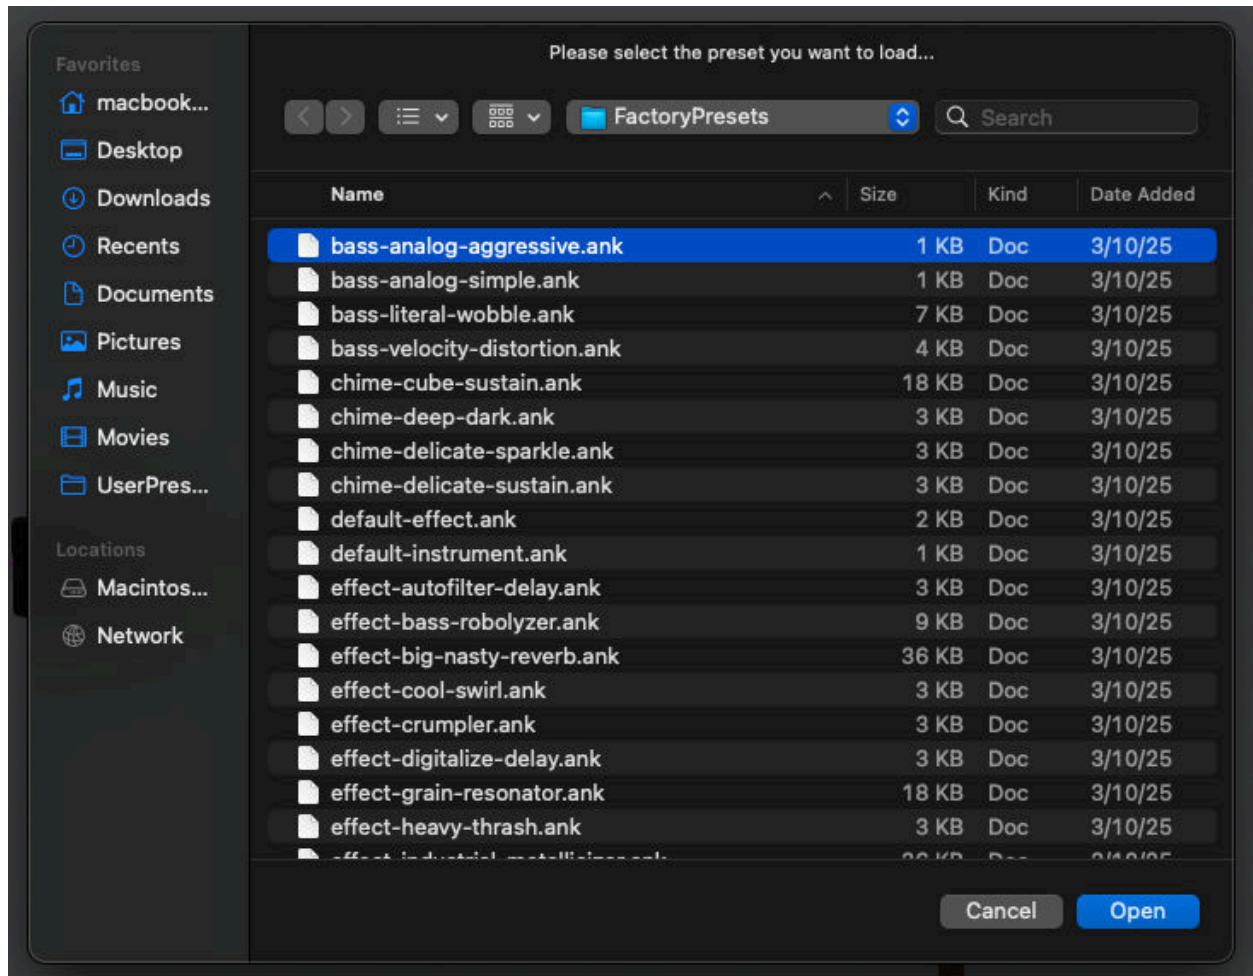 Please select the preset you want to load...
Favorites
macbook...
Desktop
Downloads
Recents
Documents
Pictures
Music
Movies
UserPres...
Locations
Macintos...
Network
FactoryPresets
Search
Name Size Kind Date Added
bass-analog-aggressive.ank 1 KB Doc 3/10/25
bass-analog-simple.ank 1 KB Doc 3/10/25
bass-literal-wobble.ank 7 KB Doc 3/10/25
bass-velocity-distortion.ank 4 KB Doc 3/10/25
chime-cube-sustain.ank 18 KB Doc 3/10/25
chime-deep-dark.ank 3 KB Doc 3/10/25
chime-delicate-sparkle.ank 3 KB Doc 3/10/25
chime-delicate-sustain.ank 3 KB Doc 3/10/25
default-effect.ank 2 KB Doc 3/10/25
default-instrument.ank 1 KB Doc 3/10/25
effect-autofilter-delay.ank 3 KB Doc 3/10/25
effect-bass-robolyzer.ank 9 KB Doc 3/10/25
effect-big-nasty-reverb.ank 36 KB Doc 3/10/25
effect-cool-swirl.ank 3 KB Doc 3/10/25
effect-crumpler.ank 3 KB Doc 3/10/25
effect-digitalize-delay.ank 3 KB Doc 3/10/25
effect-grain-resonator.ank 18 KB Doc 3/10/25
effect-heavy-thrash.ank 3 KB Doc 3/10/25
Cancel Open